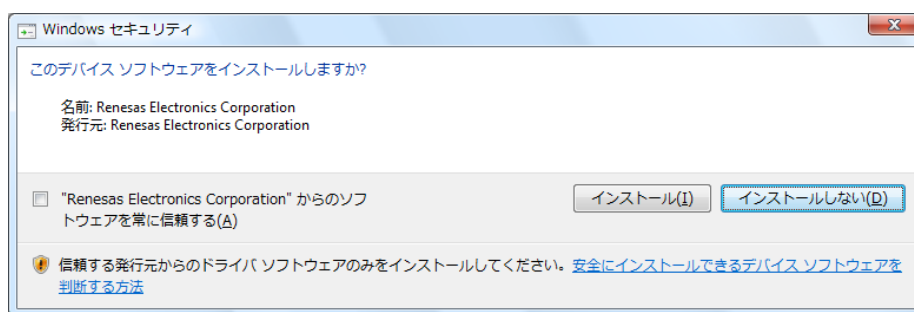 Windows セキュリティ
このデバイス ソフトウェアをインストールしますか?
名前: Renesas Electronics Corporation
発行元: Renesas Electronics Corporation
"Renesas Electronics Corporation" からのソフ
トウェアを常に信頼する(A)
インストール(I)
インストールしない(D)
信頼する発行元からのドライバ ソフトウェアのみをインストールしてください。安全にインストールできるデバイス ソフトウェアを
判断する方法